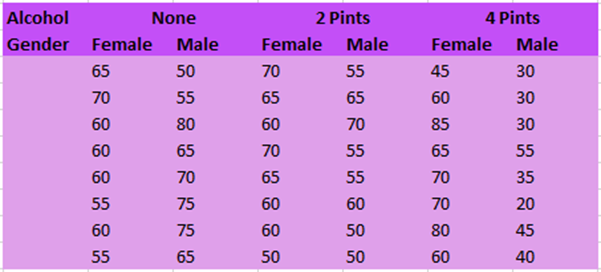 Alcohol None 2 Pints 4 Pints
Gender Female Male Female Male Female Male
65 50 70 55 45 30
70 55 65 65 60 30
60 80 60 70 85 30
60 65 70 55 65 55
60 70 65 55 70 35
55 75 60 60 70 20
60 75 60 50 80 45
55 65 50 50 60 40